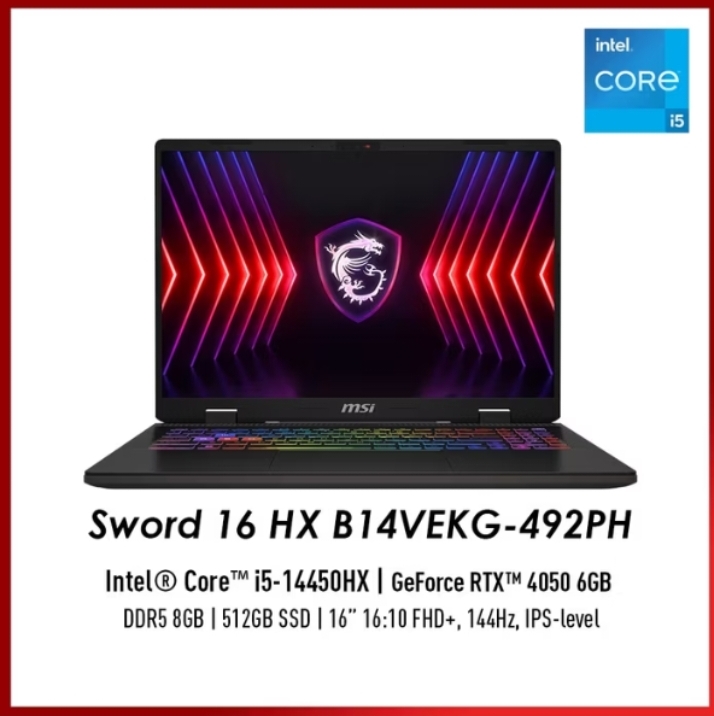 intel.
CORE
i5
msi
Sword 16 HX B14VEKG-492PH
Intel® Core™ i5-14450HX | GeForce RTX™ 4050 6GB
DDR5 8GB | 512GB SSD | 16” 16:10 FHD+, 144Hz, IPS-level